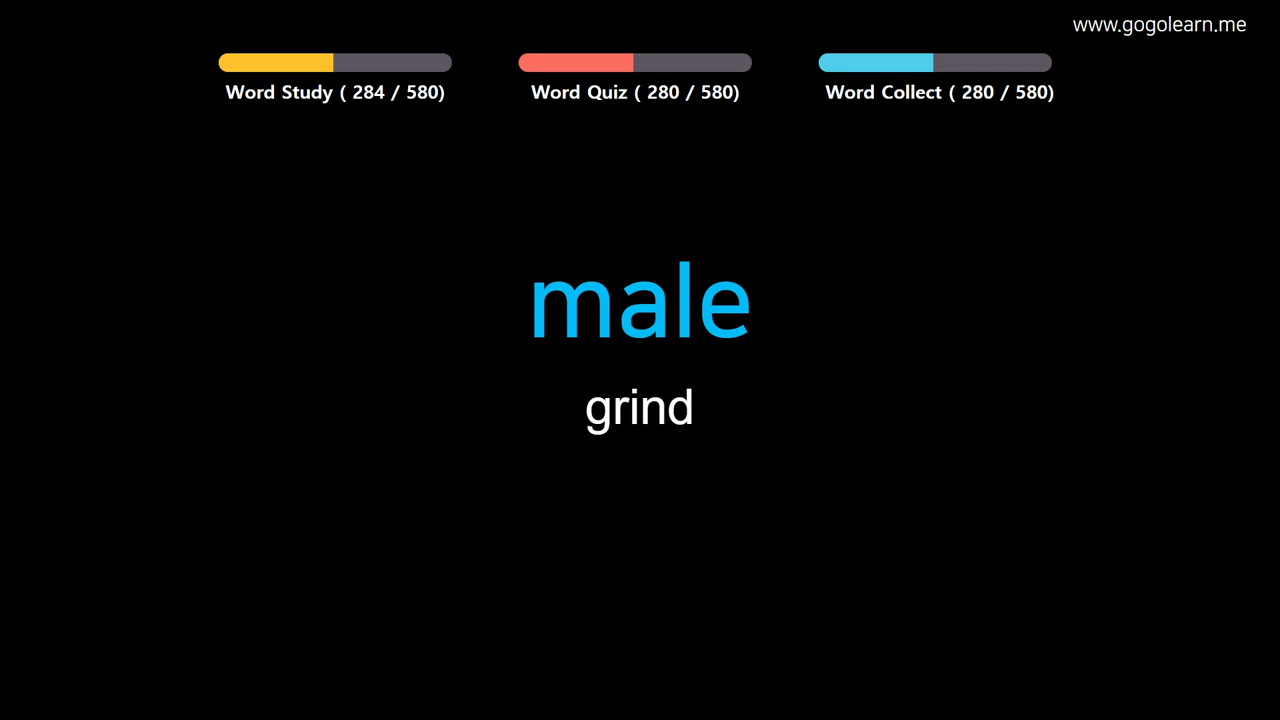 www.gogolearn.me
Word Study ( 284 / 580)
Word Quiz ( 280 / 580)
Word Collect ( 280 / 580)
male
grind